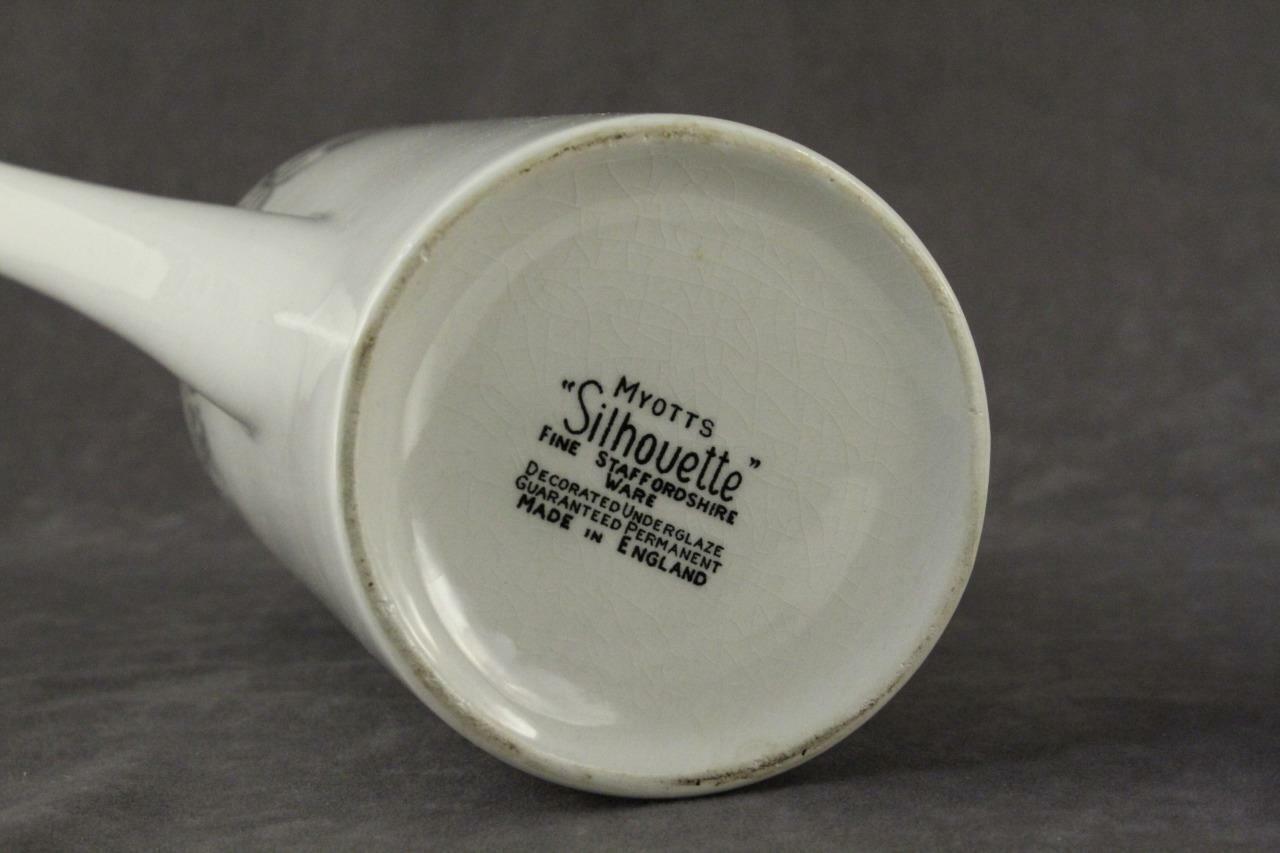 MYOTTS
"Silhouette"
FINE STAFFORDSHIRE
WARE
DECORATED UNDERGLAZE
GUARANTEED PERMANENT
MADE IN ENGLAND